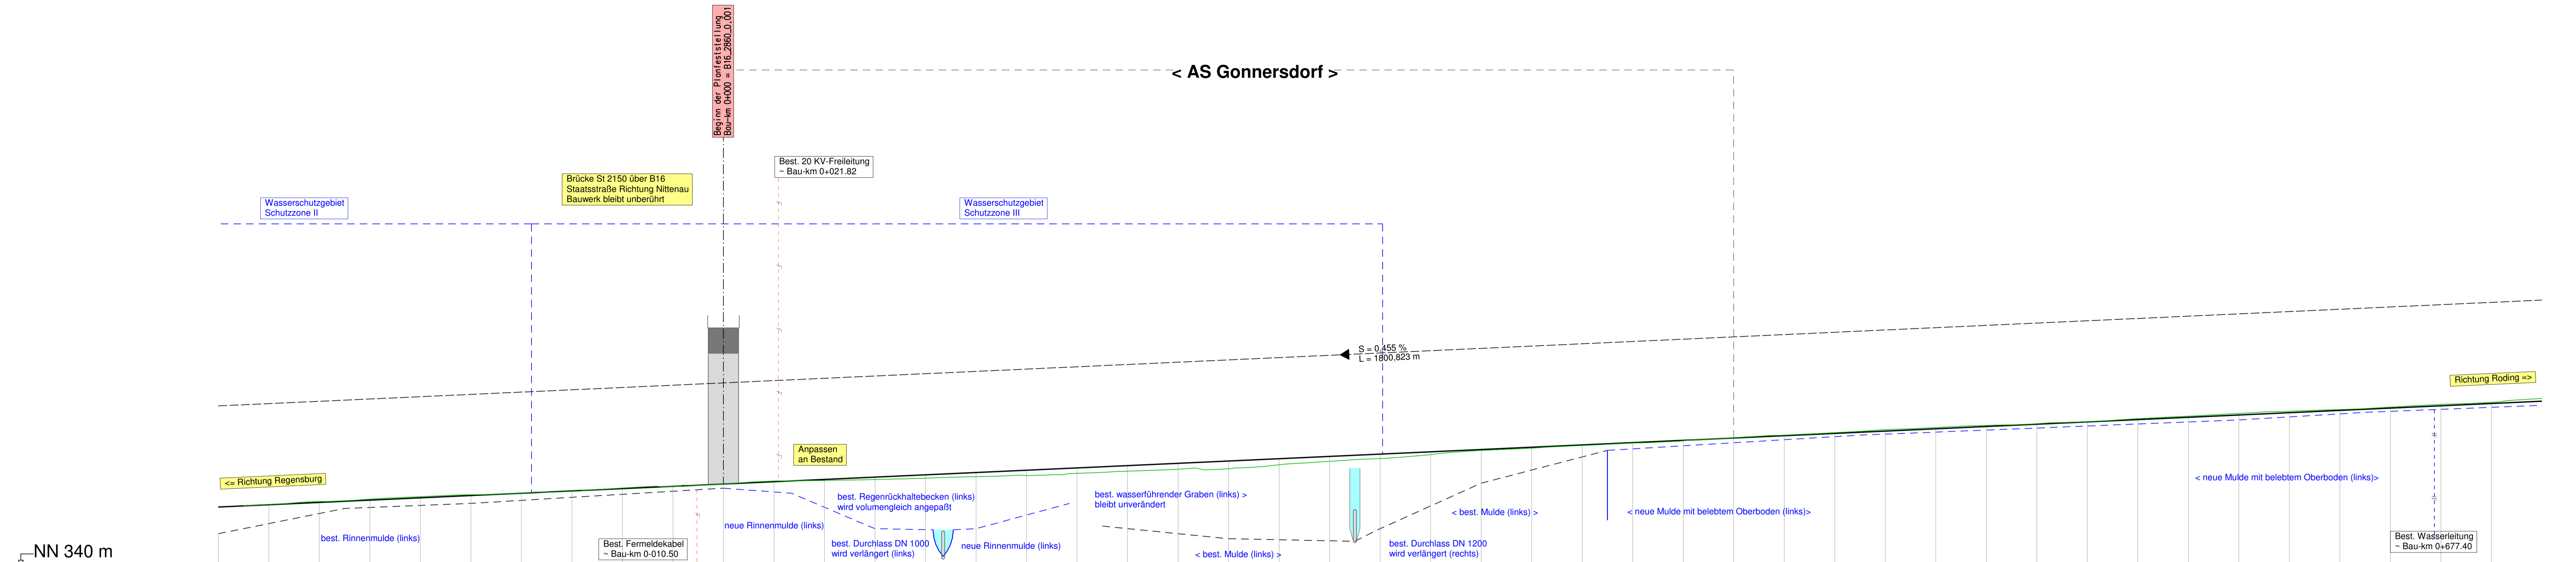 Beginn der Planfeststellung
Bau-km 0+000 = B16_2860_0,001
< AS Gonnersdorf >
Best. 20 KV-Freileitung
~ Bau-km 0+021.82
Brücke St 2150 über B16
Staatsstraße Richtung Nittenau
Bauwerk bleibt unberührt
Wasserschutzgebiet
Schutzzone II
Wasserschutzgebiet
Schutzzone III
S = 0,455 %
L = 1800,823 m
Richtung Roding =>
Anpassen
an Bestand
<= Richtung Regensburg
best. Rinnenmulde (links)
Best. Fermeldekabel
~ Bau-km 0-010.50
neue Rinnenmulde (links)
best. Regenrückhaltebecken (links)
wird volumengleich angepaßt
best. Durchlass DN 1000
wird verlängert (links)
neue Rinnenmulde (links)
best. wasserführender Graben (links) >
bleibt unverändert
< best. Mulde (links) >
best. Durchlass DN 1200
wird verlängert (rechts)
< best. Mulde (links) >
< neue Mulde mit belebtem Oberboden (links)>
< neue Mulde mit belebtem Oberboden (links)>
Best. Wasserleitung
~ Bau-km 0+677.40
NN 340 m